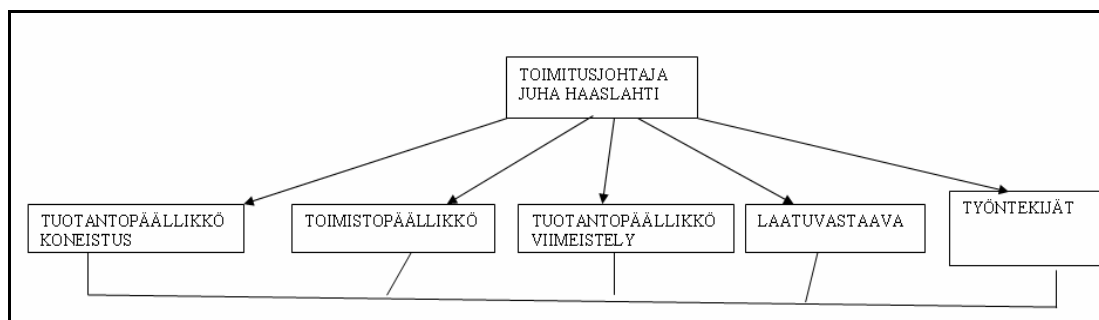 TOIMITUSJOHTAJA
JUHA HAASLAHTI
TUOTANTOPÄÄLLIKKÖ
KONEISTUS
TOIMISTOPÄÄLLIKKÖ
TUOTANTOPÄÄLLIKKÖ
VIIMEISTELY
LAATUVASTAAVA
TYÖNTEKIJÄT